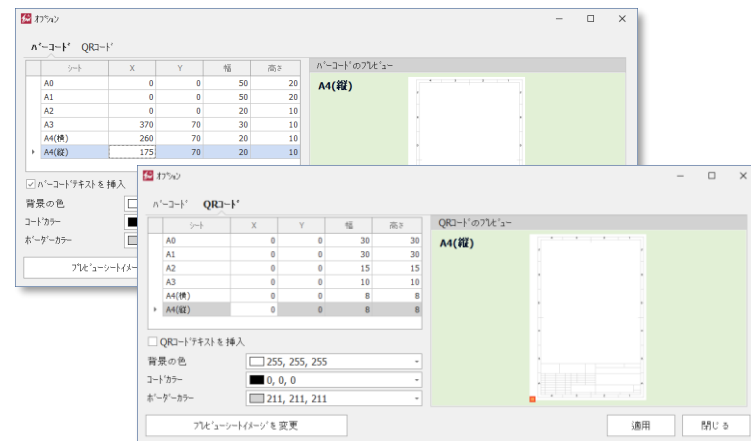 オプション
バーコード QRコード
シート X Y 幅 高さ
A0 0 0 50 20
A1 0 0 50 20
A2 0 0 20 10
A3 370 70 30 10
A4(横) 260 70 20 10
A4(縦) 175 70 20 10
バーコードのプレビュー
A4(縦)
バーコードテキストを挿入
背景の色
コードカラー
ボーダーカラー
プレビューシートイメー
オプション
バーコード QRコード
シート X Y 幅 高さ
A0 0 0 30 30
A1 0 0 30 30
A2 0 0 15 15
A3 0 0 10 10
A4(横) 0 0 8 8
A4(縦) 0 0 8 8
QRコードのプレビュー
A4(縦)
QRコードテキストを挿入
背景の色 255, 255, 255
コードカラー 0, 0, 0
ボーダーカラー 211, 211, 211
プレビューシートイメージを変更
適用 閉じる